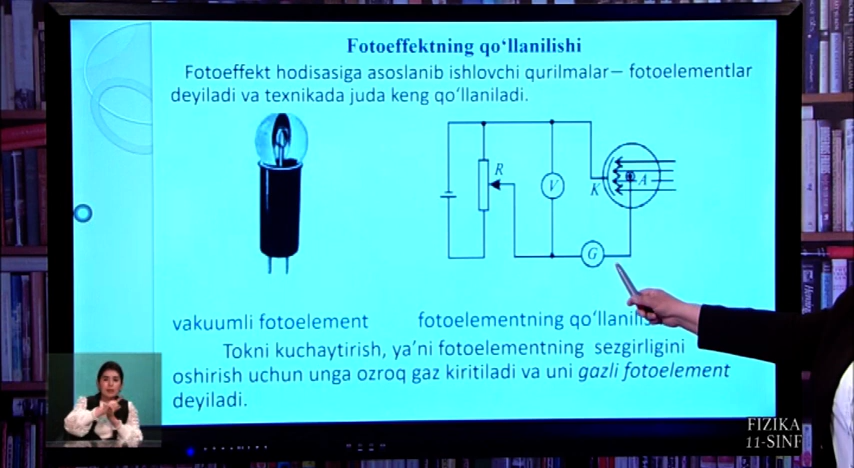 Fotoeffektning qo‘llanilishi
Fotoeffekt hodisasiga asoslanib ishlovchi qurilmalar– fotoelementlar
deyiladi va texnikada juda keng qo‘llaniladi.
R
V
K
A
G
vakuumli fotoelement
fotoelementning
Tokni kuchaytirish, ya’ni fotoelementning sezgirligini
oshirish uchun unga ozroq gaz kiritiladi va uni gazli fotoelement
deyiladi.
FIZIKA
11-SINF